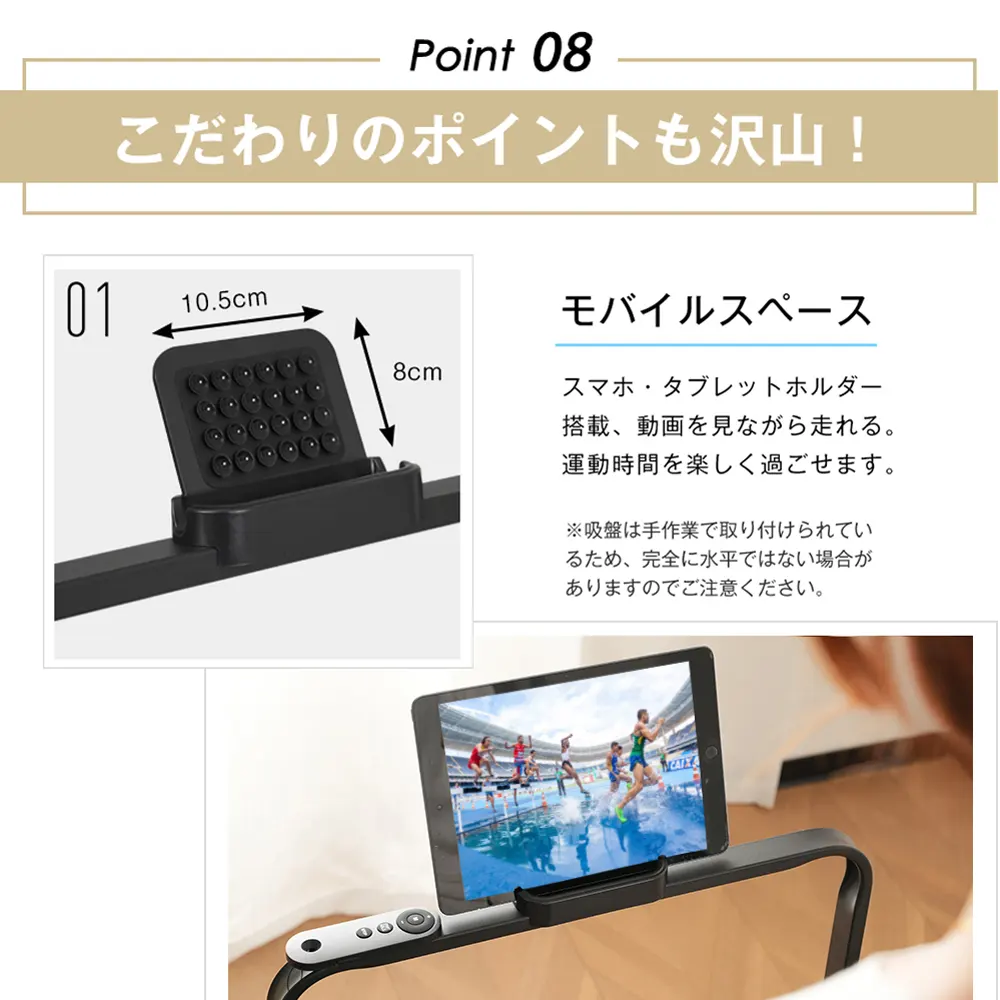 Point 08
こだわりのポイントも沢山！
01
10.5cm
8cm
モバイルスペース
スマホ・タブレットホルダー
搭載、動画を見ながら走れる。
運動時間を楽しく過ごせます。
※吸盤は手作業で取り付けられてい
るため、完全に水平ではない場合が
ありますのでご注意ください。
CAIXA